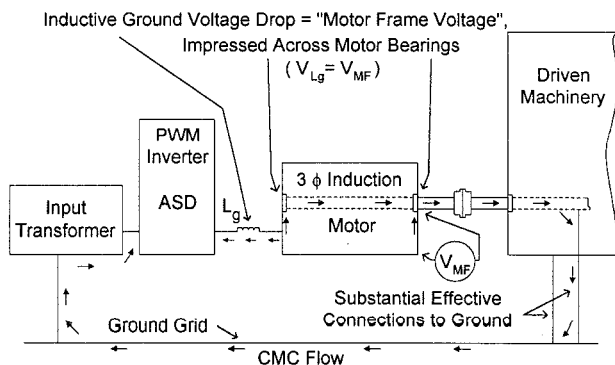 Inductive Ground Voltage Drop = "Motor Frame Voltage",
Impressed Across Motor Bearings
( V_Lg = V_MF )
Driven
Machinery
PWM
Inverter
ASD
3 ϕ Induction
Motor
L_g
Input
Transformer
V_MF
Substantial Effective
Connections to Ground
Ground Grid
CMC Flow